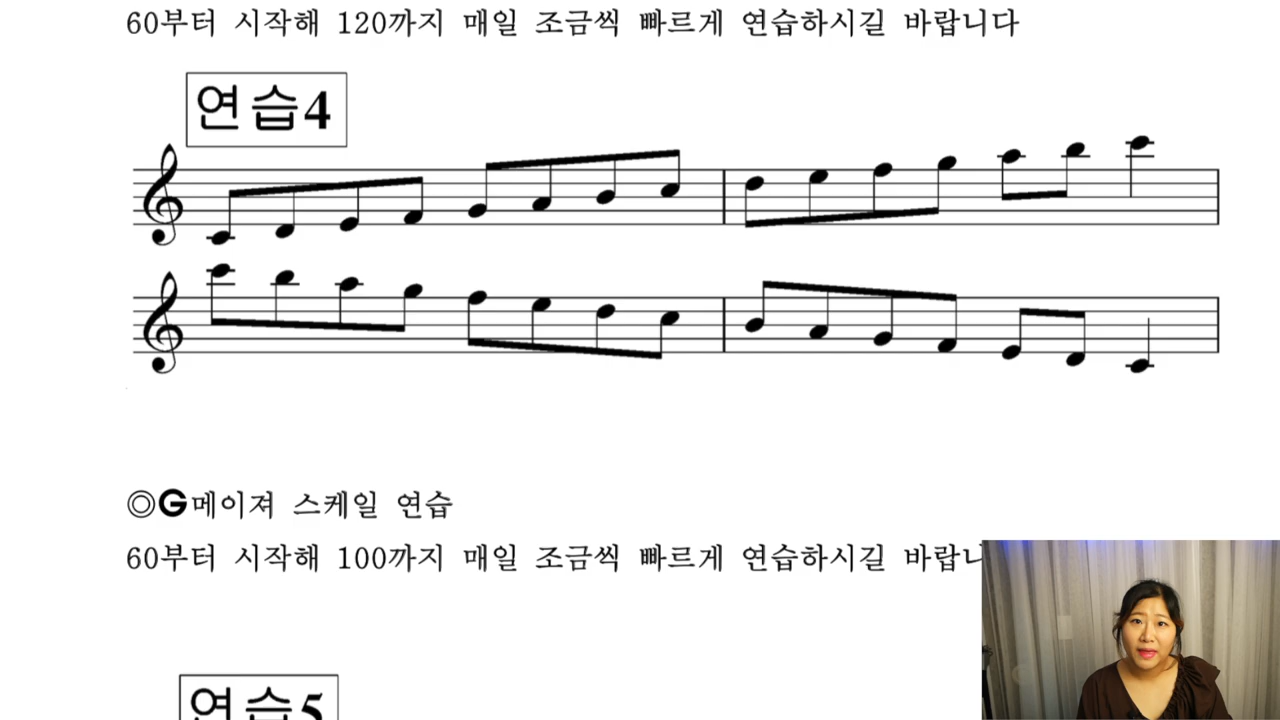 60부터 시작해 120까지 매일 조금씩 빠르게 연습하시길 바랍니다
연습4
◎G메이져 스케일 연습
60부터 시작해 100까지 매일 조금씩 빠르게 연습하시길
연습5